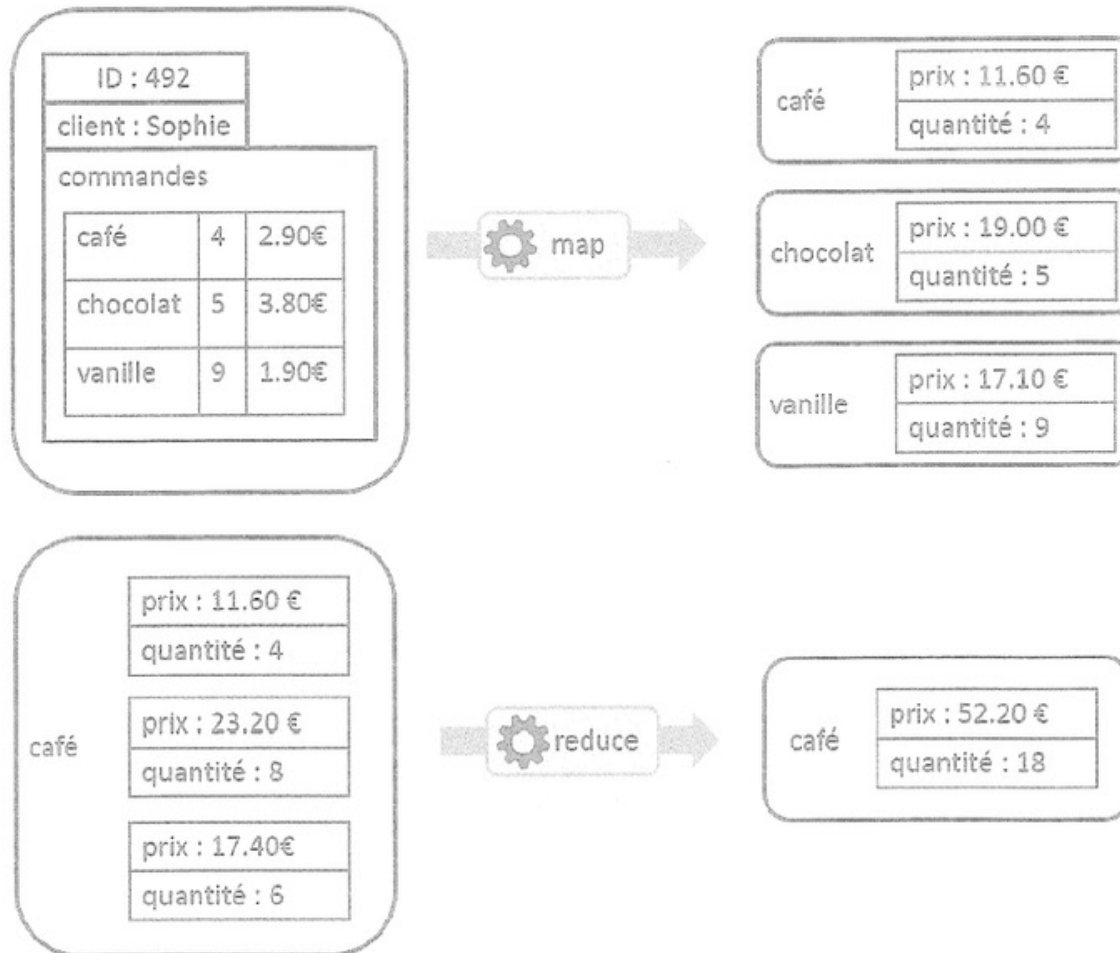 ID : 492
client : Sophie
commandes
café 4 2.90€
chocolat 5 3.80€
vanille 9 1.90€
map
café
prix : 11.60 €
quantité : 4
chocolat
prix : 19.00 €
quantité : 5
vanille
prix : 17.10 €
quantité : 9
café
prix : 11.60 €
quantité : 4
prix : 23.20 €
quantité : 8
prix : 17.40€
quantité : 6
reduce
café
prix : 52.20 €
quantité : 18